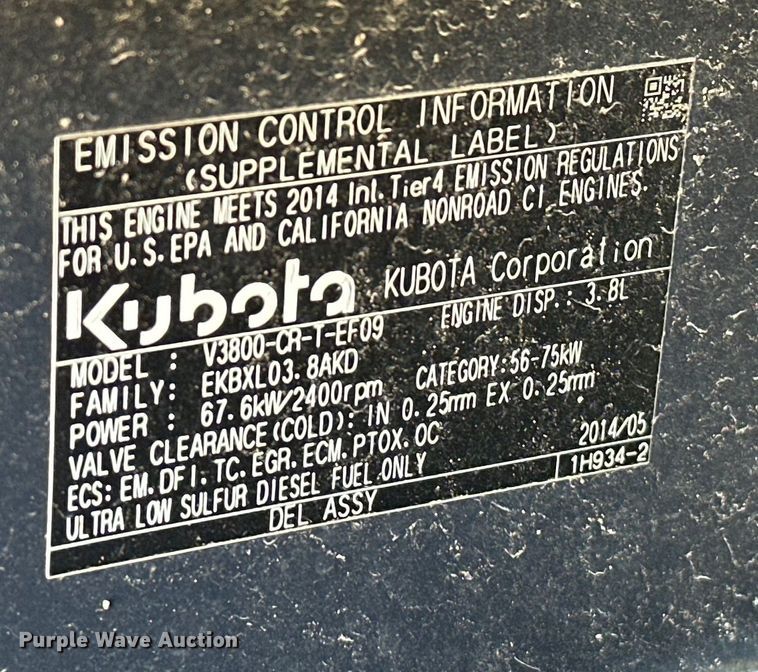 EMISSION CONTROL INFORMATION
(SUPPLEMENTAL LABEL)
THIS ENGINE MEETS 2014 Int.Tier4 EMISSION REGULATIONS
FOR U.S.EPA AND CALIFORNIA NONROAD CI ENGINES.
Kubota KUBOTA Corporation
MODEL : V3800-CR-T-EF09 ENGINE DISP.: 3.8L
FAMILY: EKBXL03.8AKD
POWER : 67.6kW/2400rpm CATEGORY:56-75kW
VALVE CLEARANCE(COLD): IN 0.25mm EX 0.25mm
ECS: EM.DFI.TC.EGR.ECM.PTOX.OC 2014/05
ULTRA LOW SULFUR DIESEL FUEL ONLY 1H934-2
DEL ASSY
Purple Wave Auction